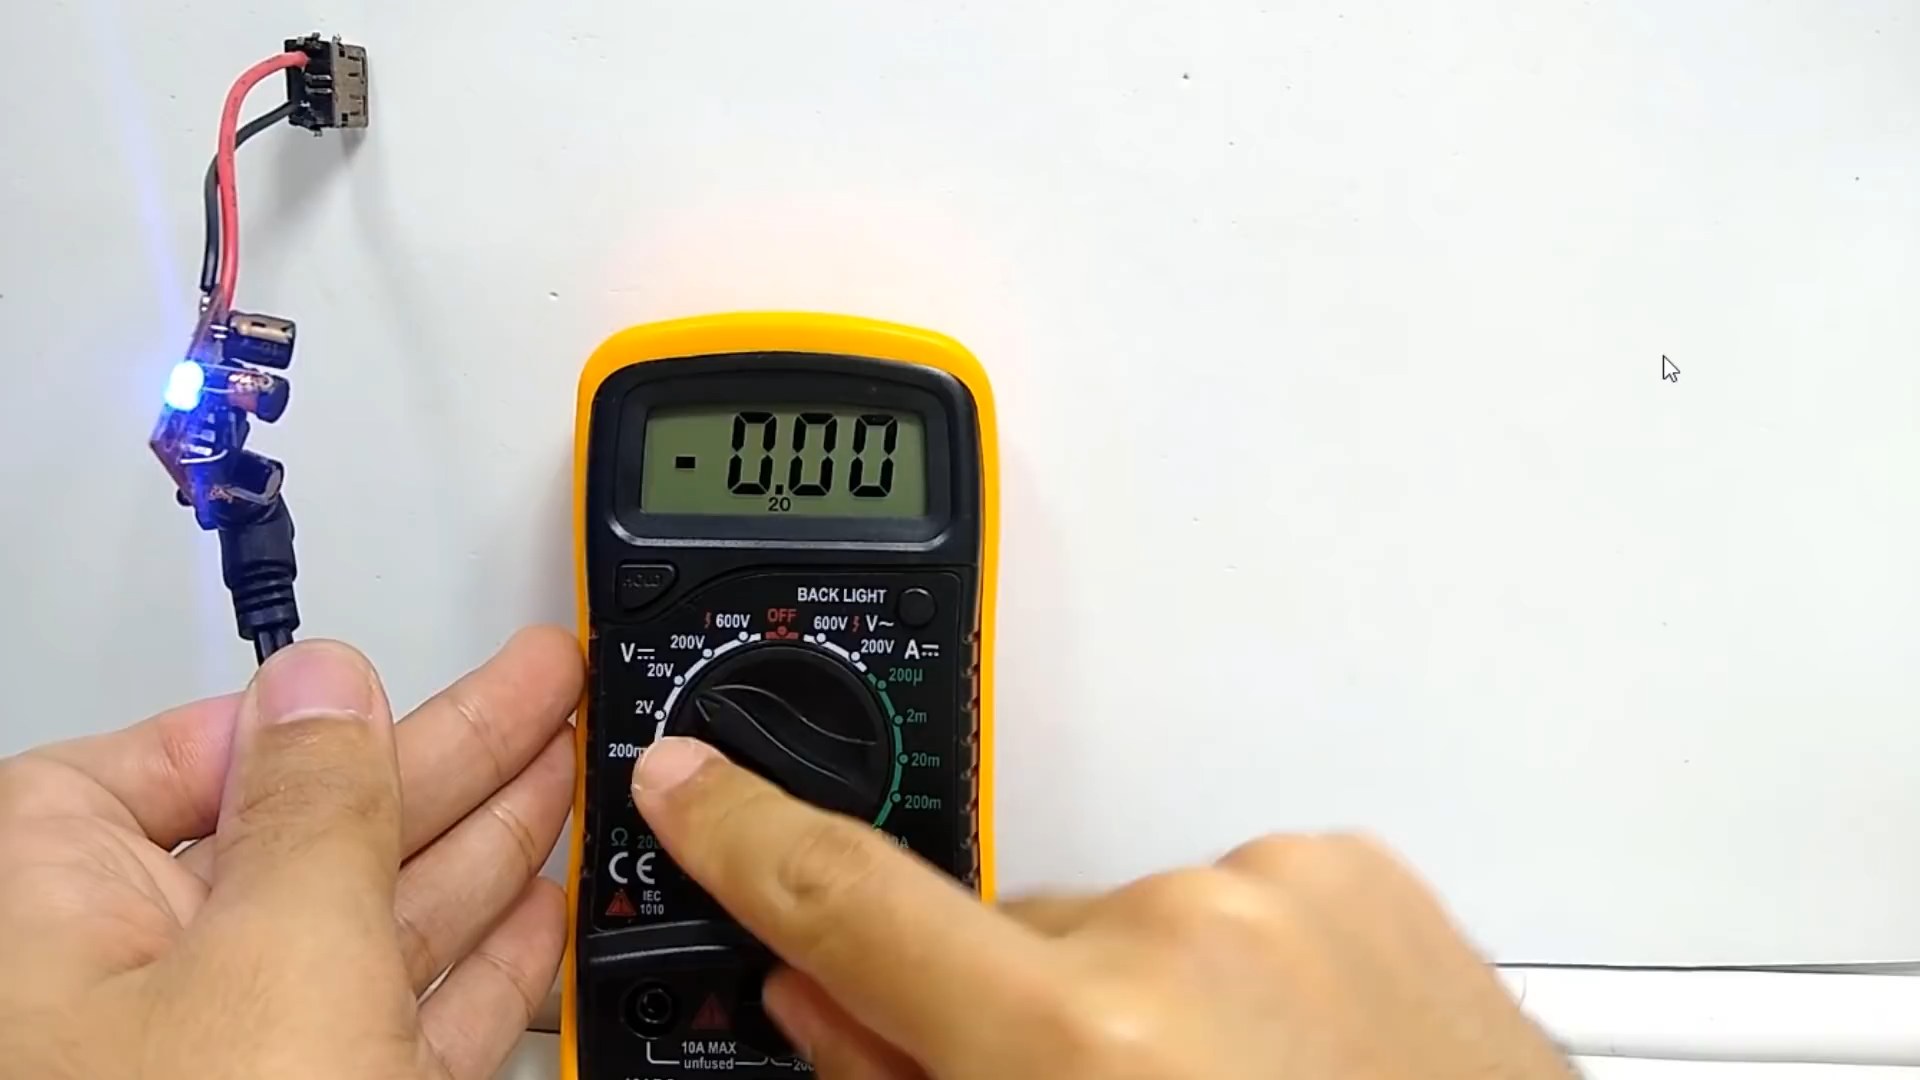 - 0.00
20
HOLD
BACK LIGHT
OFF
600V
600V V~
200V
200V
V
A
20V
200µ
2V
2m
200m
20m
200m
Ω
CE
IEC
1010
10A MAX
unfused